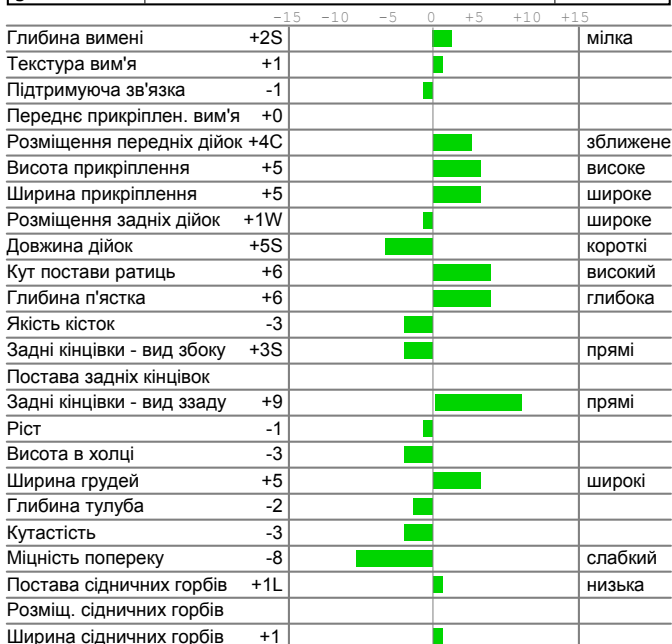 -15 -10 -5 0 +5 +10 +15
Глибина вимені +2S мілка
Текстура вим'я +1
Підтримуюча зв'язка -1
Переднє прикріплен. вим'я +0
Розміщення передніх дійок +4C зближене
Висота прикріплення +5 високе
Ширина прикріплення +5 широке
Розміщення задніх дійок +1W широке
Довжина дійок +5S короткі
Кут постави ратиць +6 високий
Глибина п'ястка +6 глибока
Якість кісток -3
Задні кінцівки - вид збоку +3S прямі
Постава задніх кінцівок
Задні кінцівки - вид ззаду +9 прямі
Ріст -1
Висота в холці -3
Ширина грудей +5 широкі
Глибина тулуба -2
Кутастість -3
Міцність попереку -8 слабкий
Постава сідничних горбів +1L низька
Розміщ. сідничних горбів
Ширина сідничних горбів +1